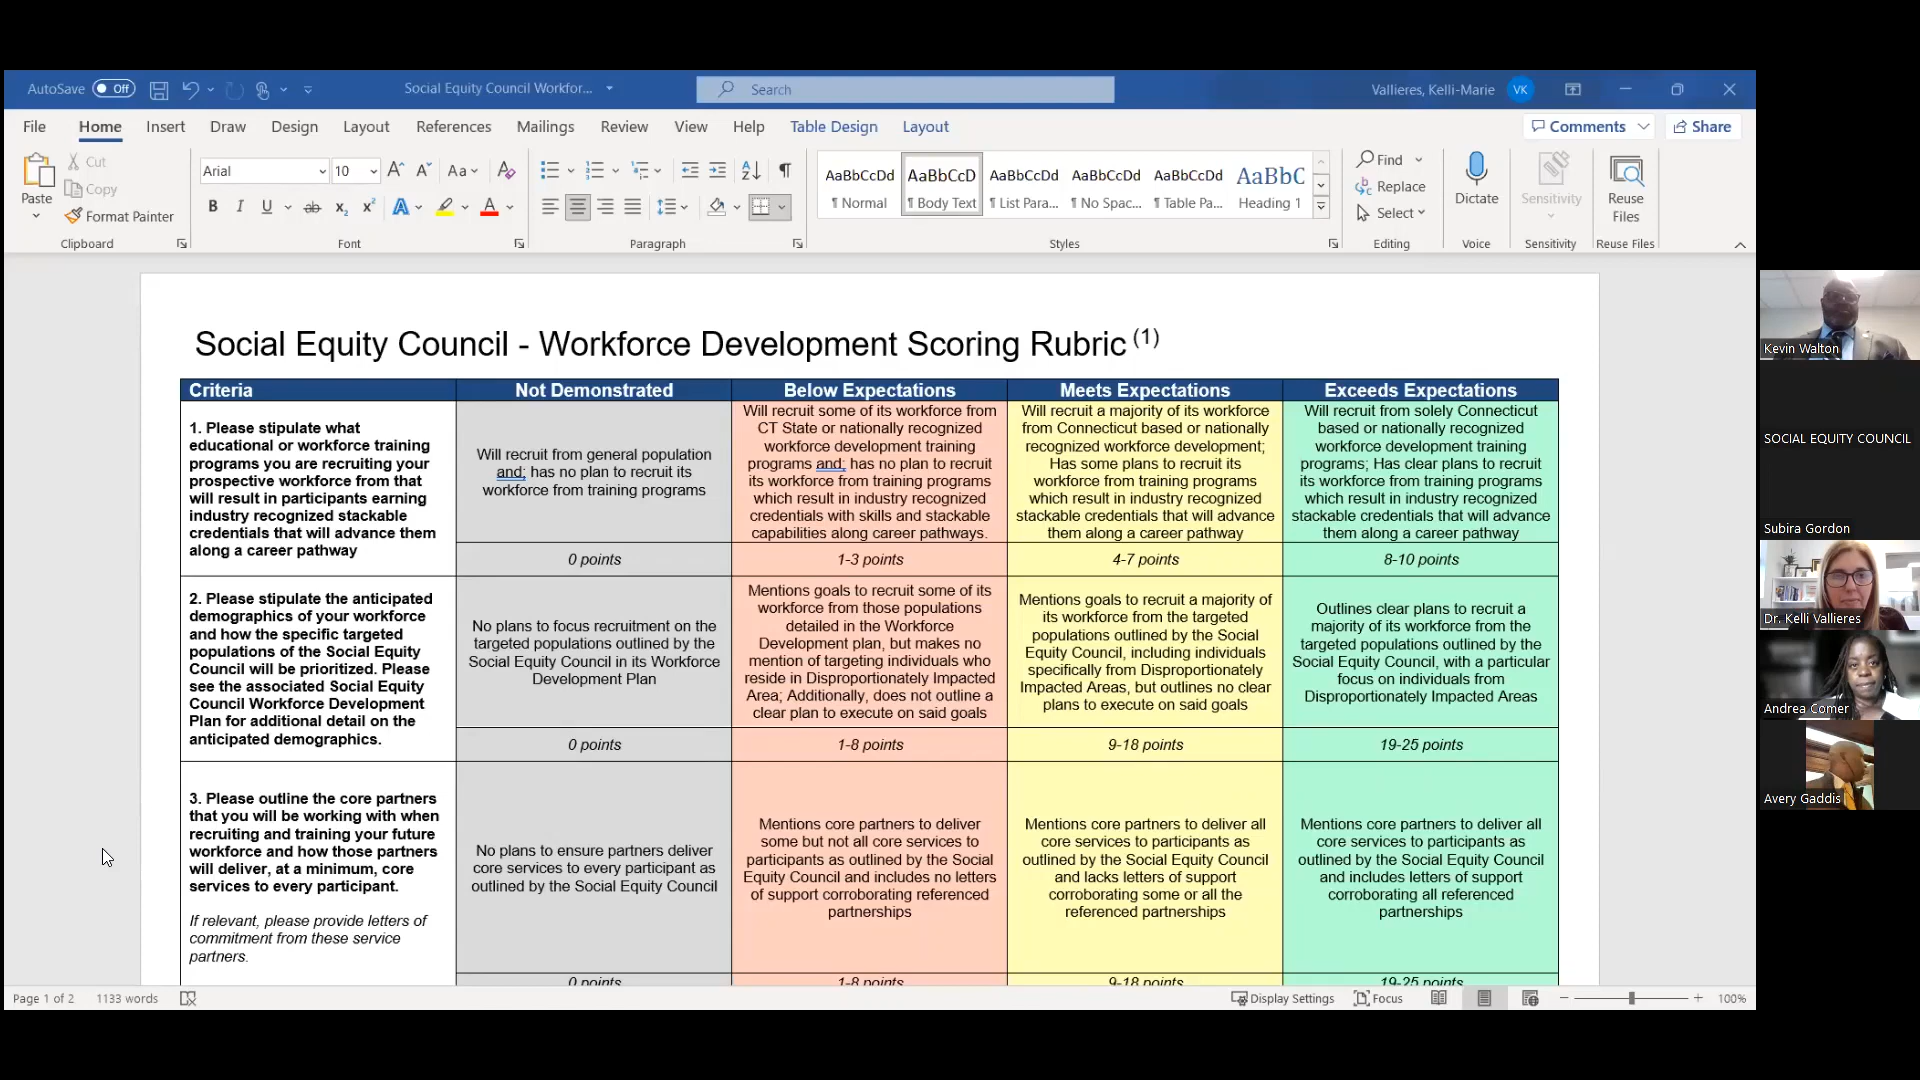 AutoSave Off Social Equity Council Workfor... Search Vallieres, Kelli-Marie VK
File Home Insert Draw Design Layout References Mailings Review View Help Table Design Layout Comments Share
Paste
Cut
Copy
Format Painter
Clipboard
Arial 10
Font
Paragraph
AaBbCcDd AaBbCcD AaBbCcDd AaBbCcDd AaBbCcDd AaBbC
¶ Normal ¶ Body Text ¶ List Para... ¶ No Spac... ¶ Table Pa... Heading 1
Styles
Find
Replace
Select
Editing
Dictate
Voice
Sensitivity
Sensitivity
Reuse
Files
Reuse Files
Social Equity Council - Workforce Development Scoring Rubric (1)
Criteria Not Demonstrated Below Expectations Meets Expectations Exceeds Expectations
1. Please stipulate what
educational or workforce training
programs you are recruiting your
prospective workforce from that
will result in participants earning
industry recognized stackable
credentials that will advance them
along a career pathway
Will recruit from general population
and; has no plan to recruit its
workforce from training programs
Will recruit some of its workforce from
CT State or nationally recognized
workforce development training
programs and; has no plan to recruit
its workforce from training programs
which result in industry recognized
credentials with skills and stackable
capabilities along career pathways.
Will recruit a majority of its workforce
from Connecticut based or nationally
recognized workforce development;
Has some plans to recruit its
workforce from training programs
which result in industry recognized
stackable credentials that will advance
them along a career pathway
Will recruit from solely Connecticut
based or nationally recognized
workforce development training
programs; Has clear plans to recruit
its workforce from training programs
which result in industry recognized
stackable credentials that will advance
them along a career pathway
0 points 1-3 points 4-7 points 8-10 points
2. Please stipulate the anticipated
demographics of your workforce
and how the specific targeted
populations of the Social Equity
Council will be prioritized. Please
see the associated Social Equity
Council Workforce Development
Plan for additional detail on the
anticipated demographics.
No plans to focus recruitment on the
targeted populations outlined by the
Social Equity Council in its Workforce
Development Plan
Mentions goals to recruit some of its
workforce from those populations
detailed in the Workforce
Development plan, but makes no
mention of targeting individuals who
reside in Disproportionately Impacted
Area; Additionally, does not outline a
clear plan to execute on said goals
Mentions goals to recruit a majority of
its workforce from the targeted
populations outlined by the Social
Equity Council, including individuals
specifically from Disproportionately
Impacted Areas, but outlines no clear
plans to execute on said goals
Outlines clear plans to recruit a
majority of its workforce from the
targeted populations outlined by the
Social Equity Council, with a particular
focus on individuals from
Disproportionately Impacted Areas
0 points 1-8 points 9-18 points 19-25 points
3. Please outline the core partners
that you will be working with when
recruiting and training your future
workforce and how those partners
will deliver, at a minimum, core
services to every participant.
If relevant, please provide letters of
commitment from these service
partners.
No plans to ensure partners deliver
core services to every participant as
outlined by the Social Equity Council
Mentions core partners to deliver
some but not all core services to
participants as outlined by the Social
Equity Council and includes no letters
of support corroborating referenced
partnerships
Mentions core partners to deliver all
core services to participants as
outlined by the Social Equity Council
and lacks letters of support
corroborating some or all the
referenced partnerships
Mentions core partners to deliver all
core services to participants as
outlined by the Social Equity Council
and includes letters of support
corroborating all referenced
partnerships
0 points 1-8 points 9-18 points 19-25 points
Page 1 of 2 1133 words Display Settings Focus 100%
Kevin Walton
SOCIAL EQUITY COUNCIL
Subira Gordon
Dr. Kelli Vallieres
Andrea Comer
Avery Gaddis